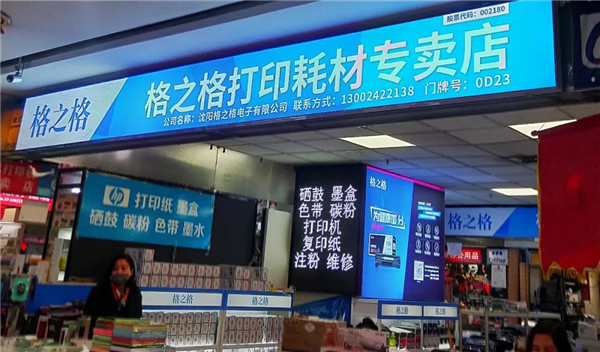 股票代码：002180
格之格
格之格打印耗材专卖店
公司名称：沈阳格之格电子有限公司 联系方式：13002422138 门牌号：0D23
hp 打印纸 墨盒
硒鼓 碳粉 色带 墨水
硒鼓 墨盒
色带 碳粉
打印机
复印纸
注粉 维修
格之格
格之格
格之格
格之格
格之格
格之格